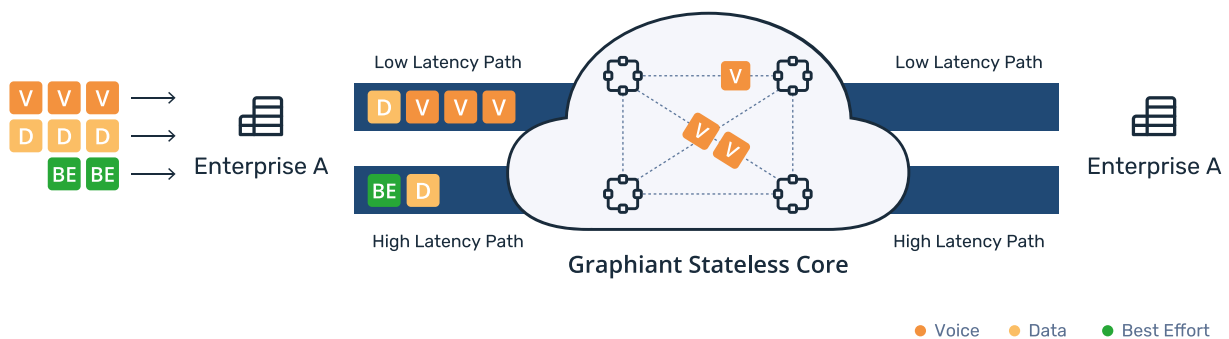 Low Latency Path
Low Latency Path
V V V
D V V V
V
D D D
V V
Enterprise A
Enterprise A
BE BE
BE D
High Latency Path
High Latency Path
Graphiant Stateless Core
Voice Data Best Effort